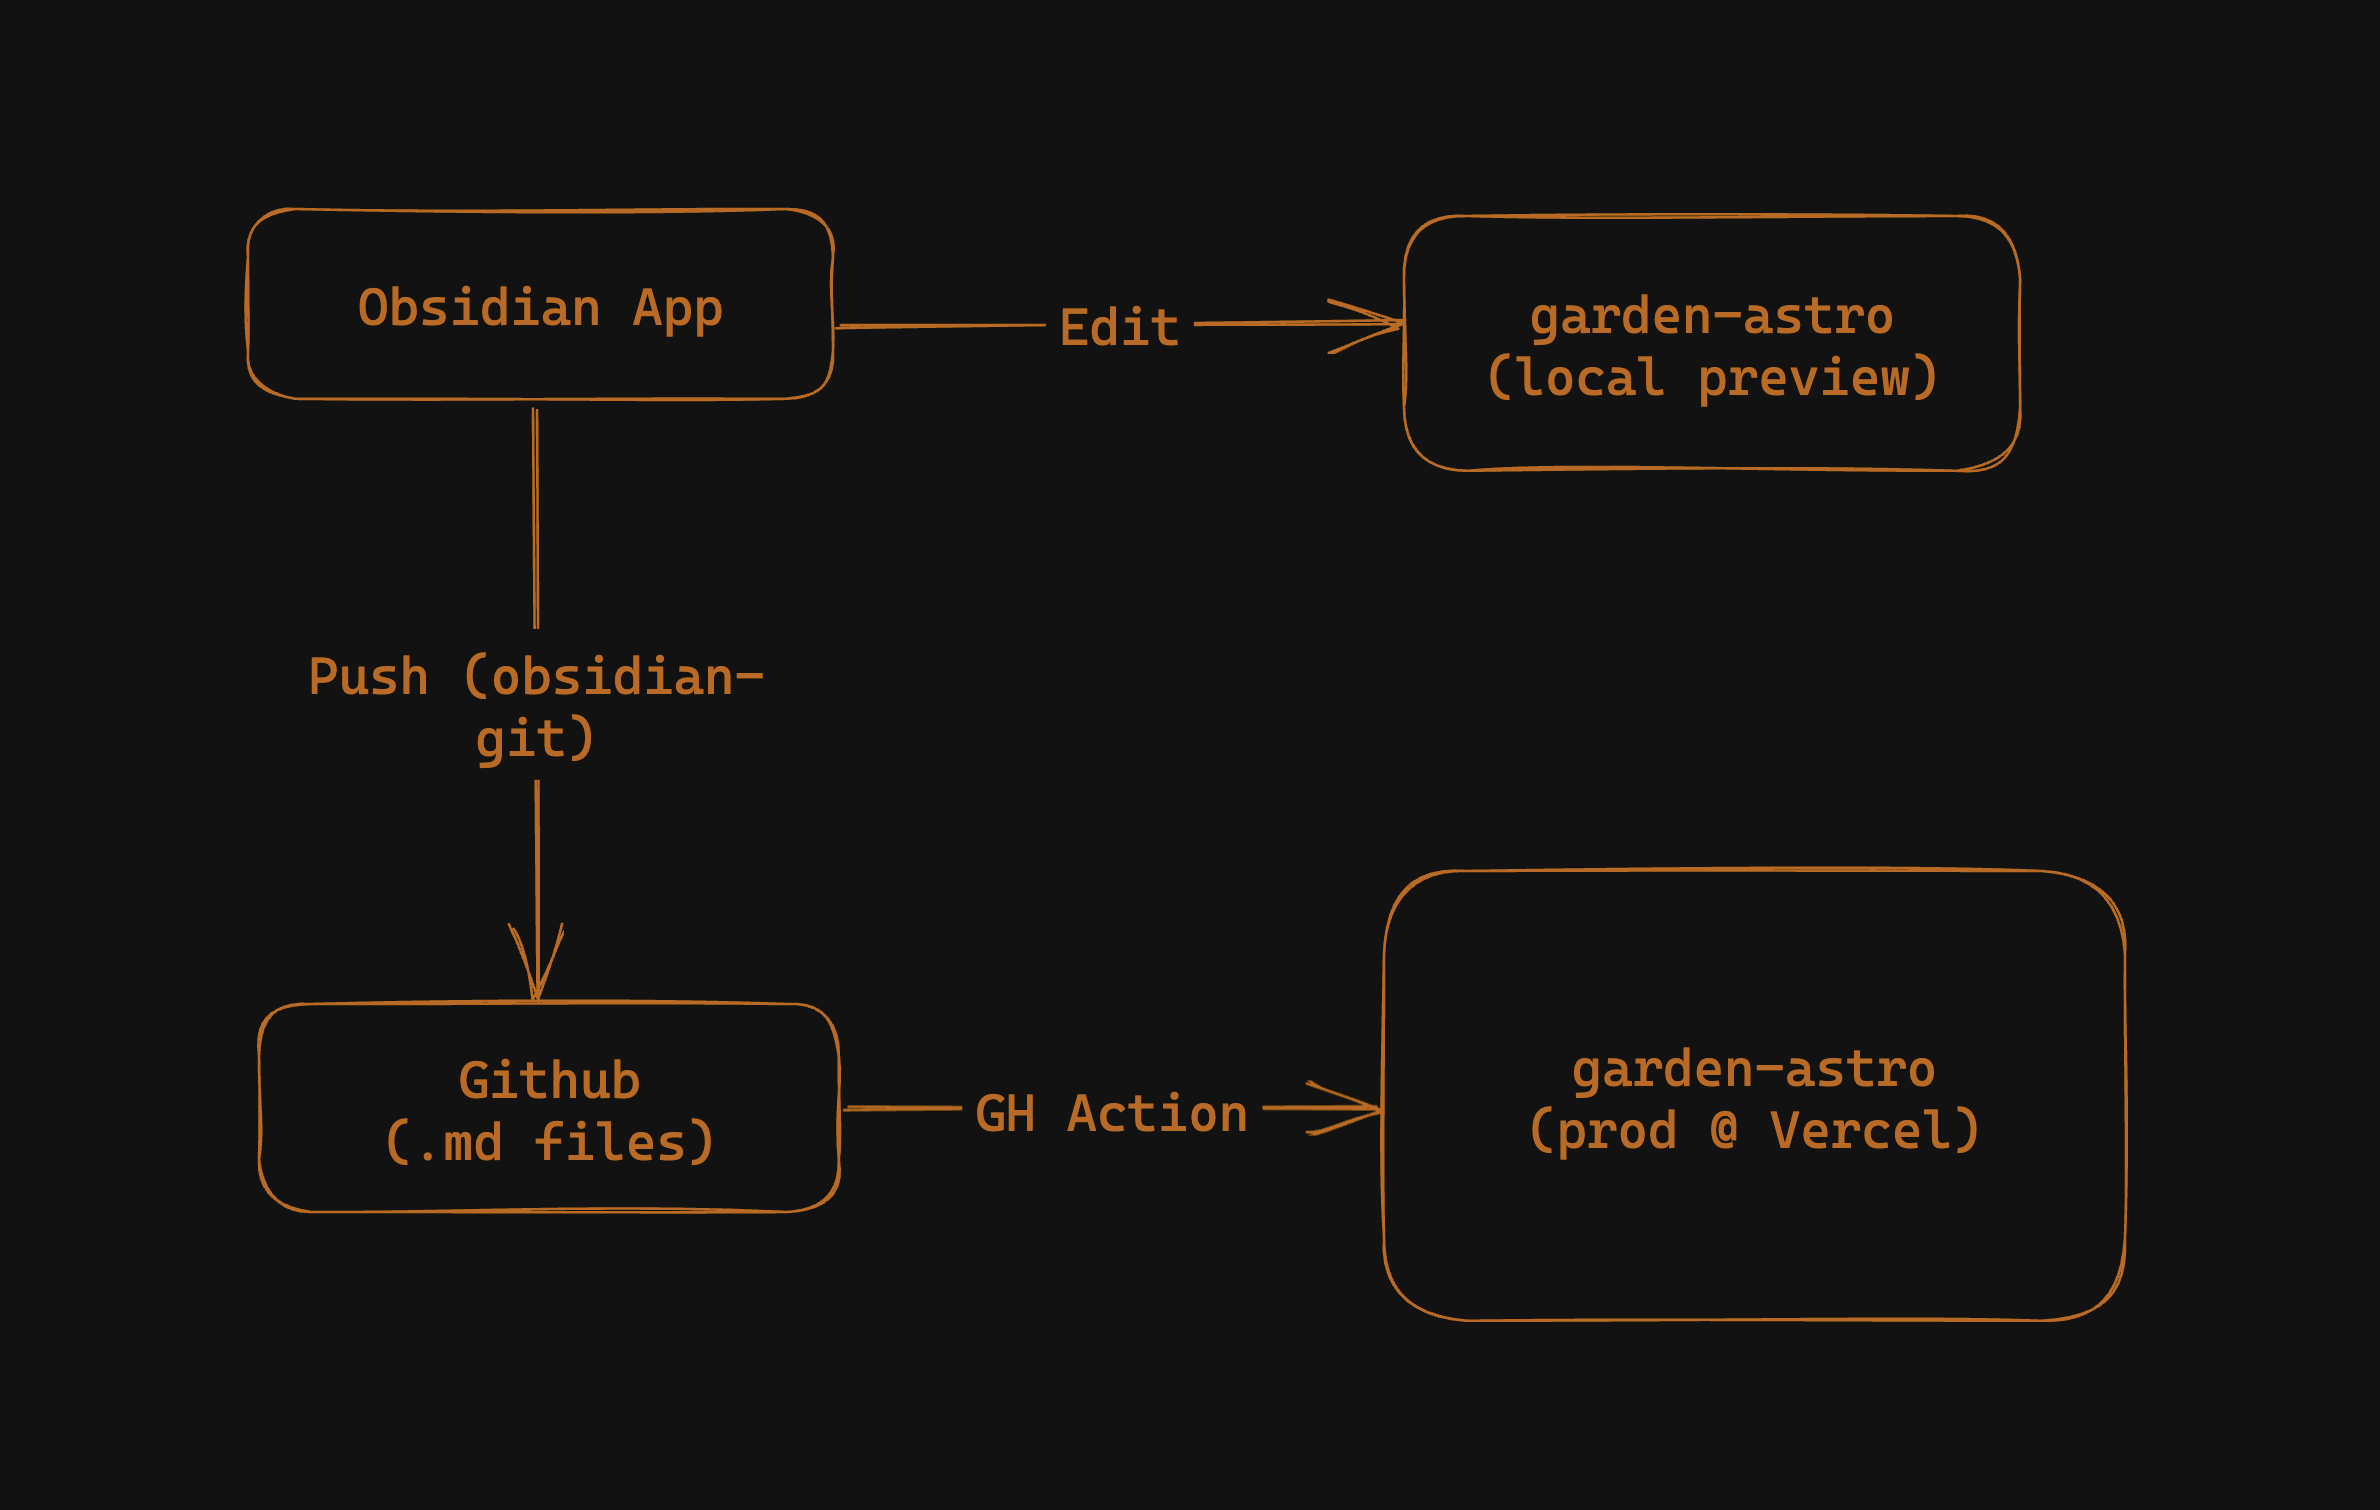 Obsidian App
Edit
garden-astro
(local preview)
Push (obsidian-
git)
Github
(.md files)
GH Action
garden-astro
(prod @ Vercel)